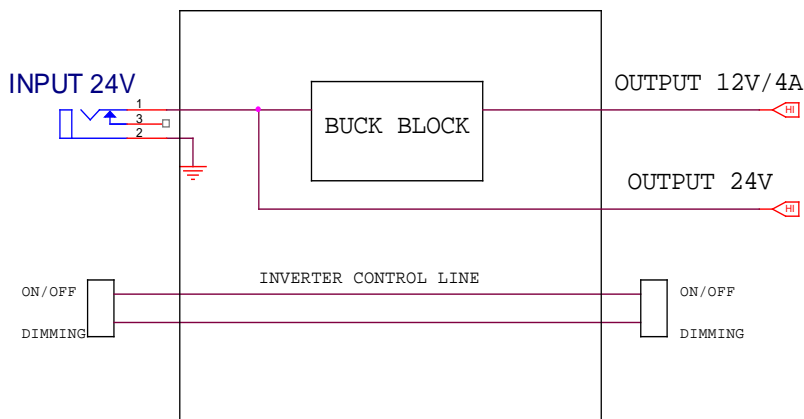 INPUT 24V
1
3
2
BUCK BLOCK
OUTPUT 12V/4A
HI
OUTPUT 24V
HI
INVERTER CONTROL LINE
ON/OFF
DIMMING
ON/OFF
DIMMING